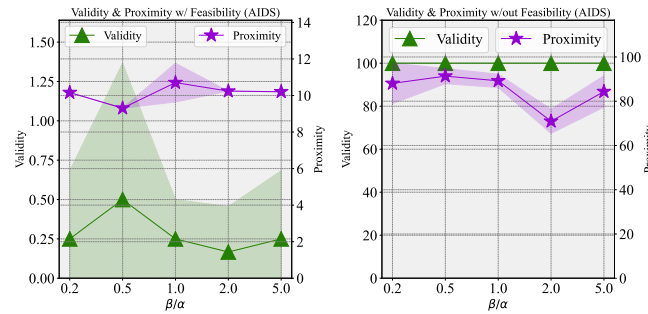 Validity & Proximity w/ Feasibility (AIDS)
Validity
Proximity
1.50
1.25
1.00
0.75
0.50
0.25
0.00
Validity
14
12
10
8
6
4
2
0
Proximity
0.2 0.5 1.0 2.0 5.0
β/α
Validity & Proximity w/out Feasibility (AIDS)
Validity
Proximity
120
100
80
60
40
20
0
Validity
100
80
60
40
20
0
Proximity
0.2 0.5 1.0 2.0 5.0
β/α